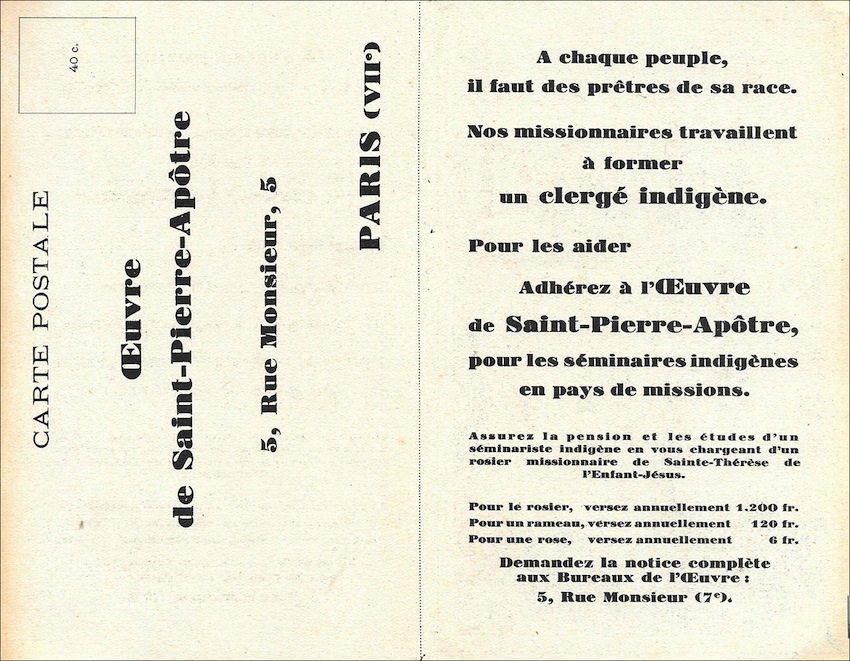 40 c.
CARTE POSTALE
Œuvre
de Saint-Pierre-Apôtre
5, Rue Monsieur, 5
PARIS (VIIe)
A chaque peuple,
il faut des prêtres de sa race.
Nos missionnaires travaillent
à former
un clergé indigène.
Pour les aider
Adhérez à l'Œuvre
de Saint-Pierre-Apôtre,
pour les séminaires indigènes
en pays de missions.
Assurez la pension et les études d'un
séminariste indigène en vous chargeant d'un
rosier missionnaire de Sainte-Thérèse de
l'Enfant-Jésus.
Pour le rosier, versez annuellement 1.200 fr.
Pour un rameau, versez annuellement 120 fr.
Pour une rose, versez annuellement 6 fr.
Demandez la notice complète
aux Bureaux de l'Œuvre :
5, Rue Monsieur (7e).